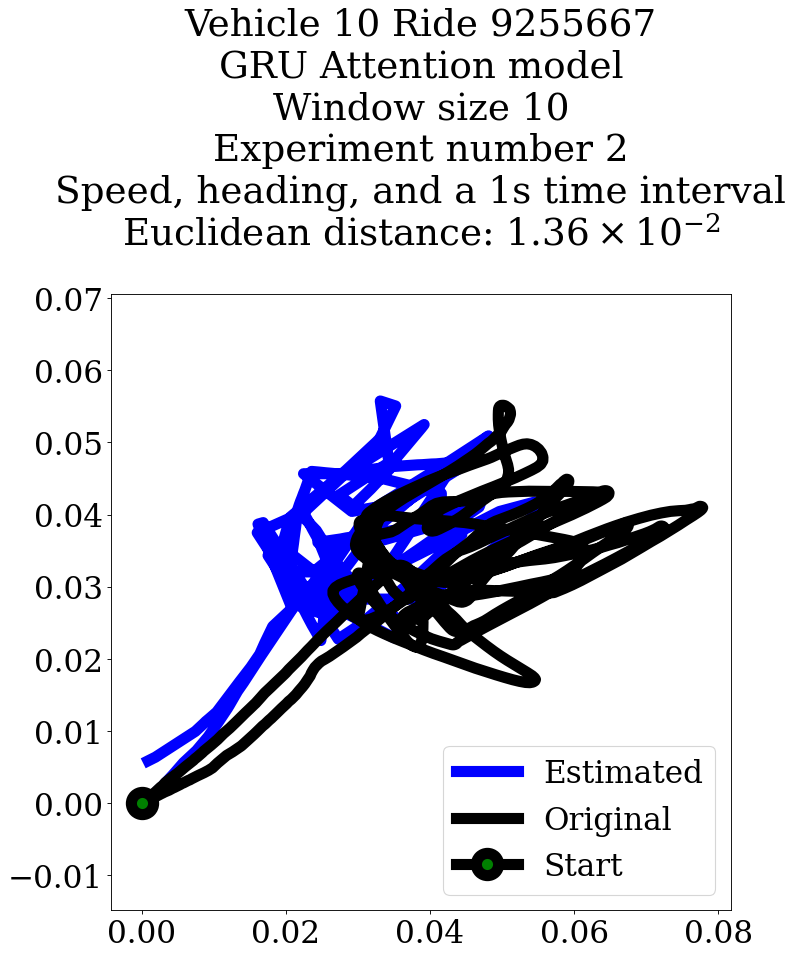 Vehicle 10 Ride 9255667
GRU Attention model
Window size 10
Experiment number 2
Speed, heading, and a 1s time interval
Euclidean distance: 1.36 × 10⁻²
0.07
0.06
0.05
0.04
0.03
0.02
0.01
0.00
−0.01
Estimated
Original
Start
0.00 0.02 0.04 0.06 0.08